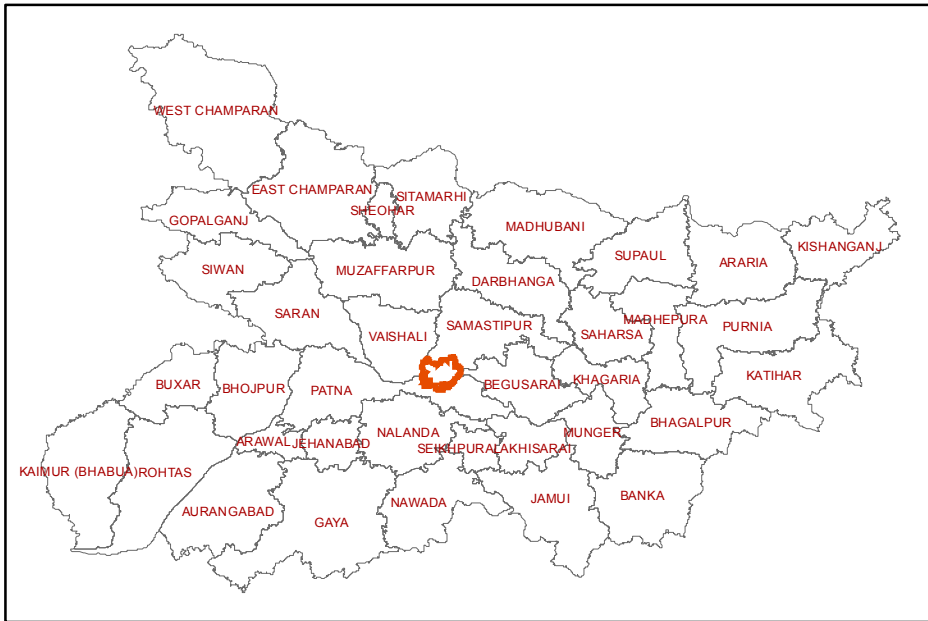 WEST CHAMPARAN
EAST CHAMPARAN
SITAMARHI
SHEOHAR
GOPALGANJ
MADHUBANI
KISHANGANJ
SUPAUL
ARARIA
SIWAN
MUZAFFARPUR
DARBHANGA
SARAN
MADHEPURA
SAMASTIPUR
PURNIA
VAISHALI
SAHARSA
KATIHAR
BUXAR
BHOJPUR
PATNA
BEGUSARAI
KHAGARIA
BHAGALPUR
NALANDA
MUNGER
ARAWAL
JEHANABAD
SEIKHPURA
LAKHISARAI
KAIMUR (BHABUA)
ROHTAS
BANKA
JAMUI
NAWADA
AURANGABAD
GAYA